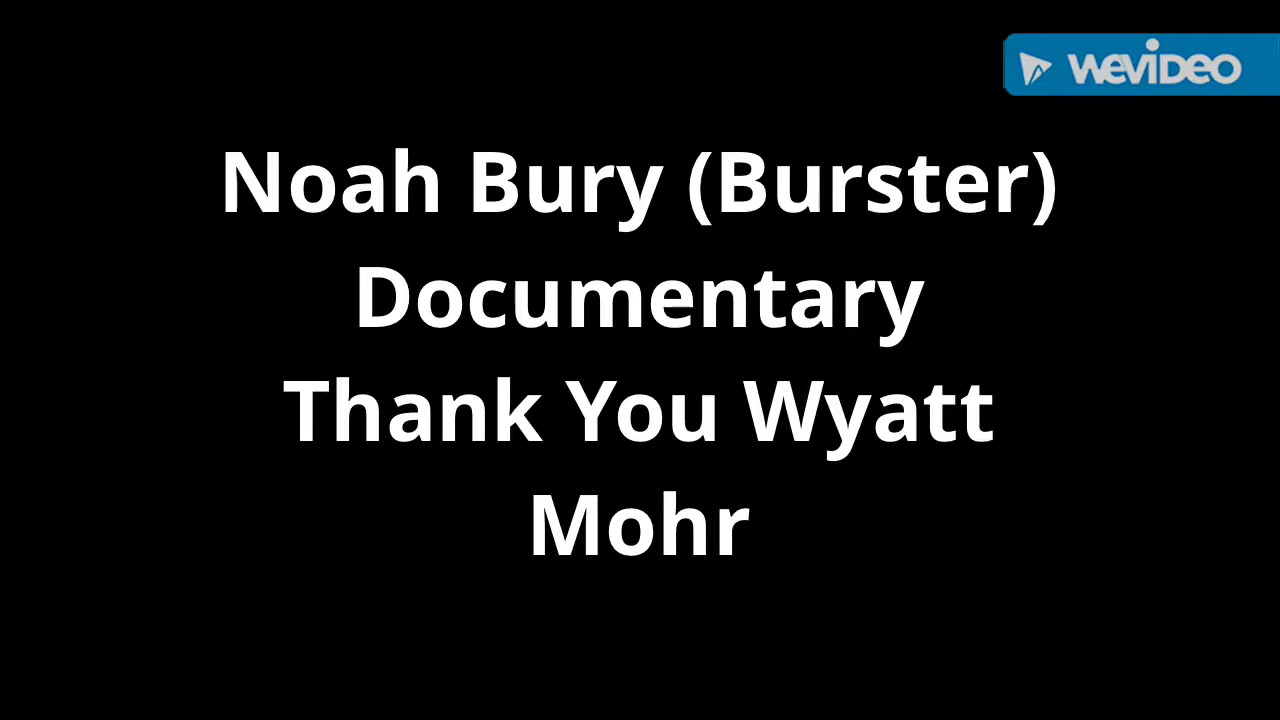 WEVIDEO
Noah Bury (Burster)
Documentary
Thank You Wyatt
Mohr